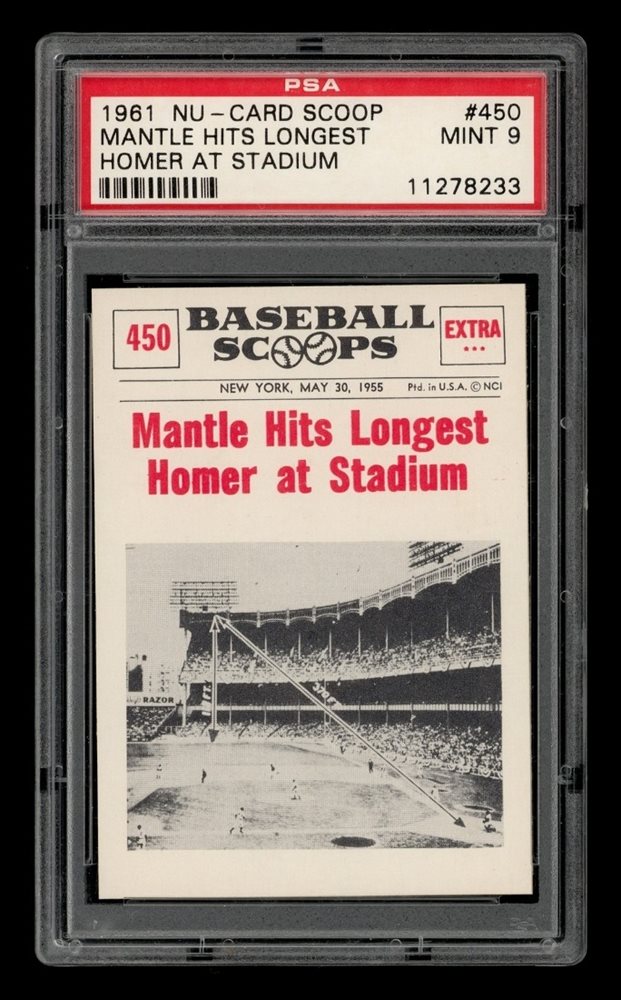 PSA
1961 NU-CARD SCOOP #450
MANTLE HITS LONGEST MINT 9
HOMER AT STADIUM
11278233
450
BASEBALL
SCOOPS
EXTRA
NEW YORK, MAY 30, 1955 Ptd. in U.S.A. © NCI
Mantle Hits Longest
Homer at Stadium
RAZOR